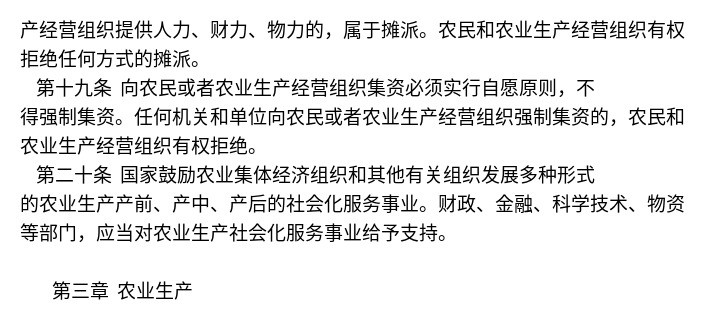 产经营组织提供人力、财力、物力的，属于摊派。农民和农业生产经营组织有权
拒绝任何方式的摊派。
第十九条 向农民或者农业生产经营组织集资必须实行自愿原则，不
得强制集资。任何机关和单位向农民或者农业生产经营组织强制集资的，农民和
农业生产经营组织有权拒绝。
第二十条 国家鼓励农业集体经济组织和其他有关组织发展多种形式
的农业生产产前、产中、产后的社会化服务事业。财政、金融、科学技术、物资
等部门，应当对农业生产社会化服务事业给予支持。
第三章 农业生产